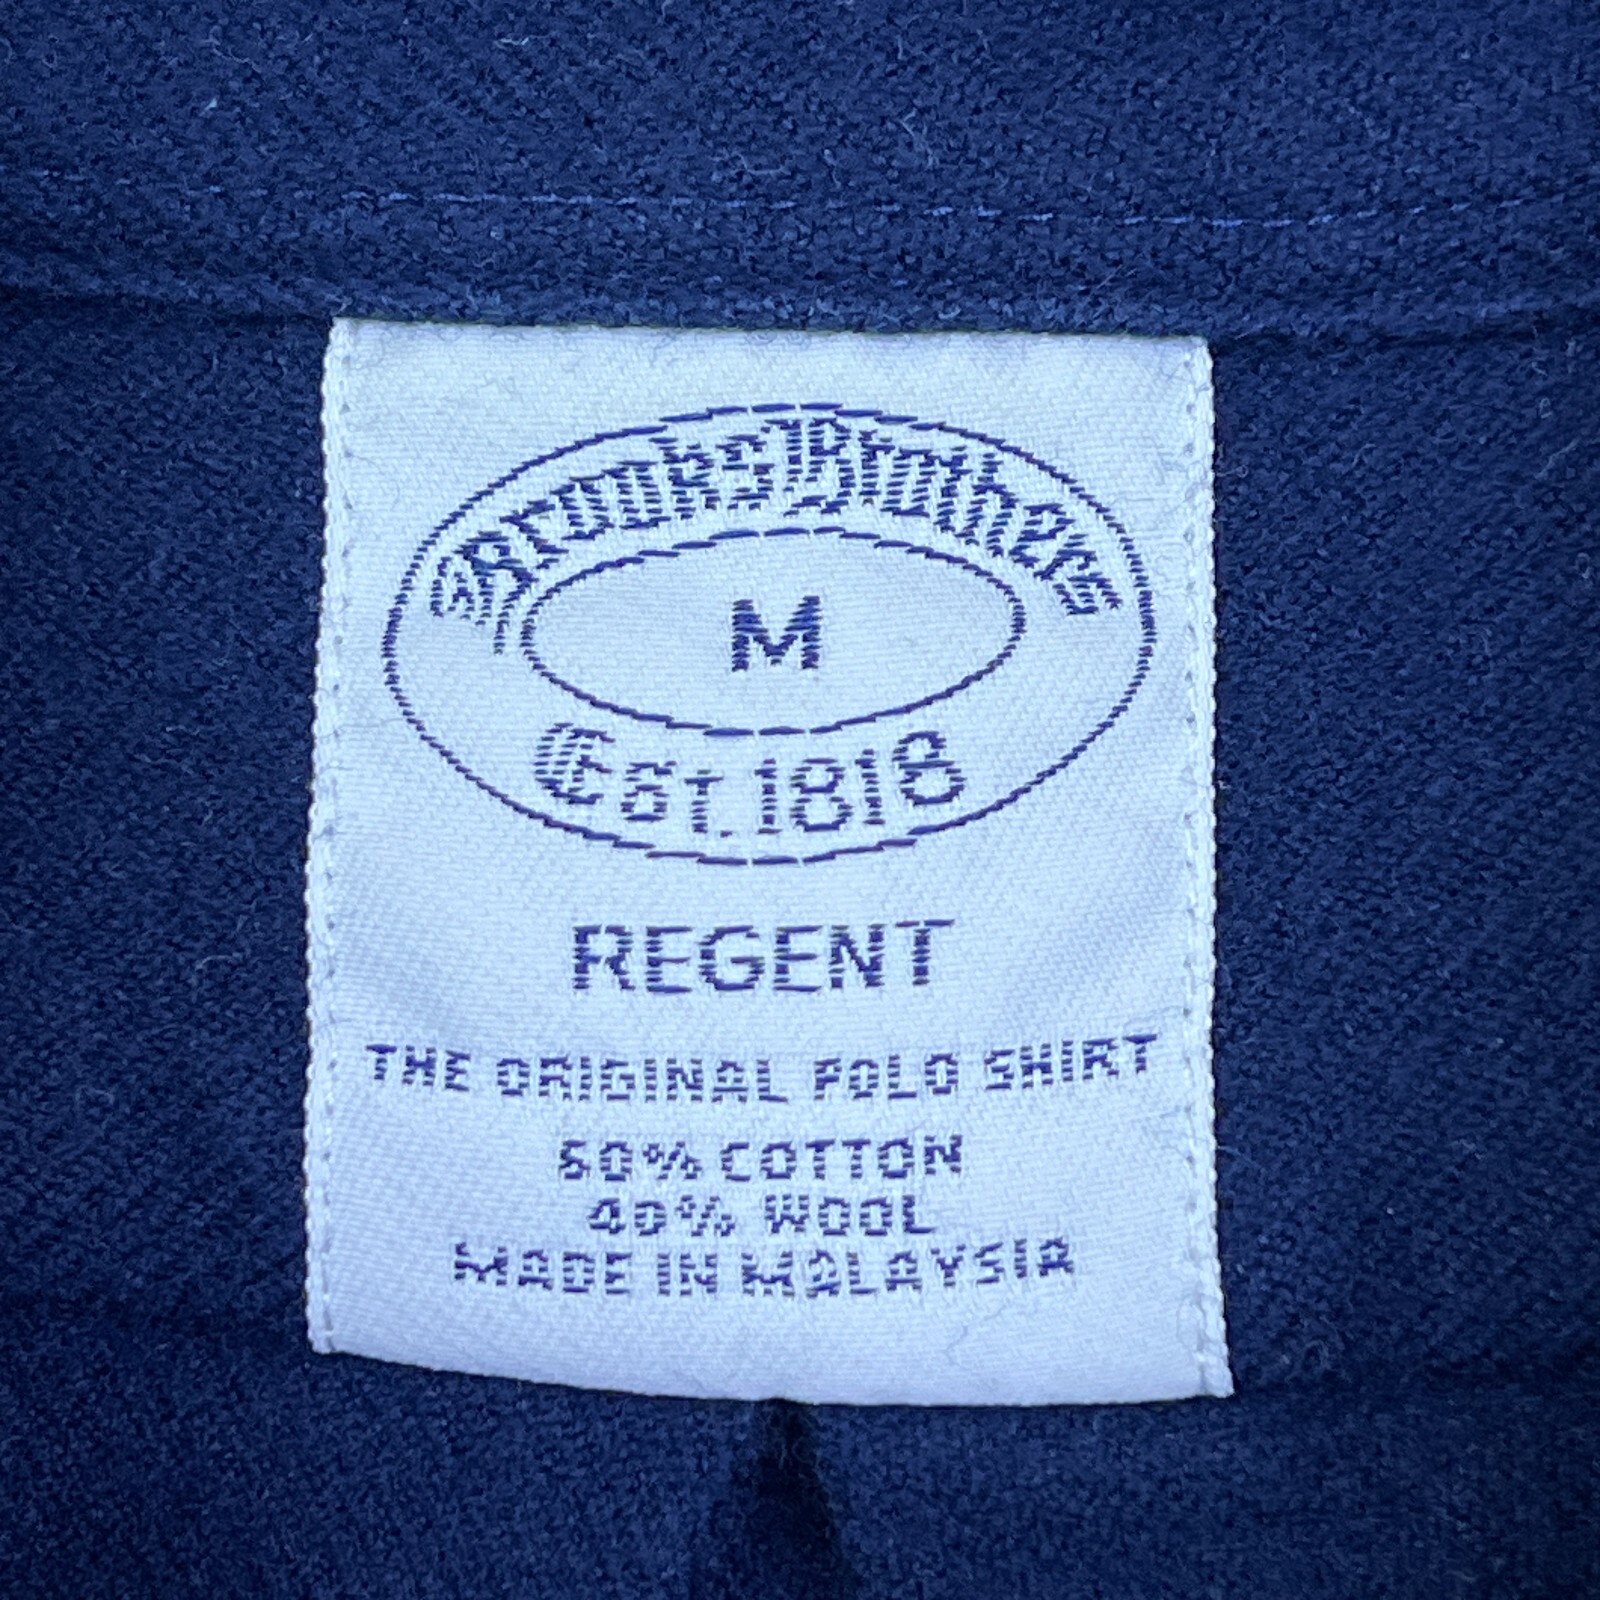 Brooks Brothers
M
Est. 1818
REGENT
THE ORIGINAL POLO SHIRT
60% COTTON
40% WOOL
MADE IN MALAYSIA